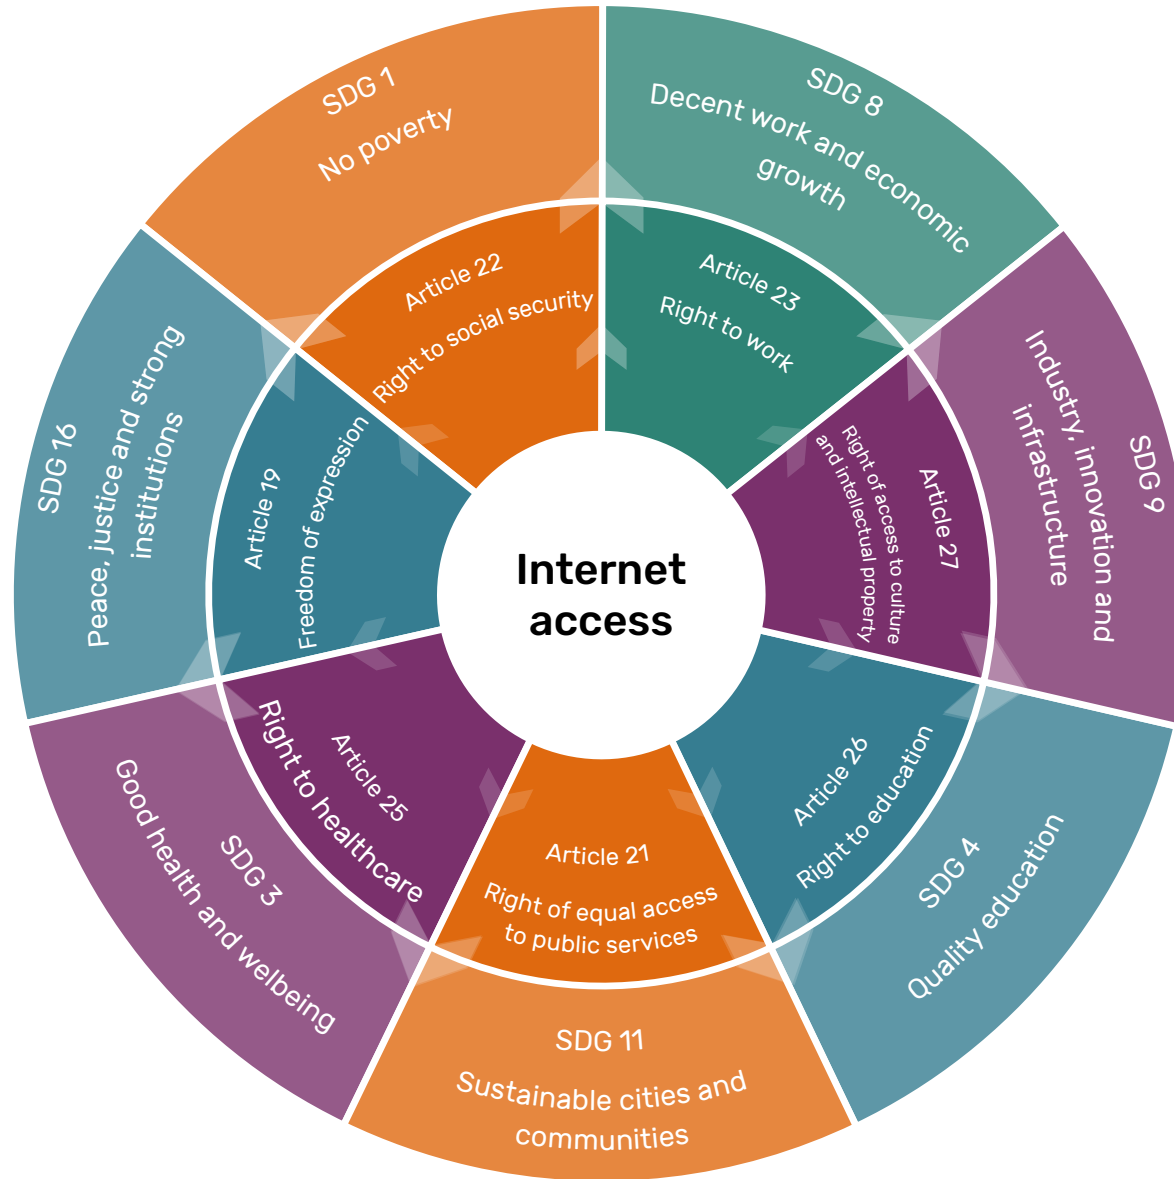 Internet
access
SDG 1
No poverty
Article 22
Right to social security
SDG 8
Decent work and economic
growth
Article 23
Right to work
SDG 9
Industry, innovation and
infrastructure
Article 27
Right of access to culture
and intellectual property
SDG 4
Quality education
Article 26
Right to education
SDG 11
Sustainable cities and
communities
Article 21
Right of equal access
to public services
SDG 3
Good health and welbeing
Article 25
Right to healthcare
SDG 16
Peace, justice and strong
institutions
Article 19
Freedom of expression